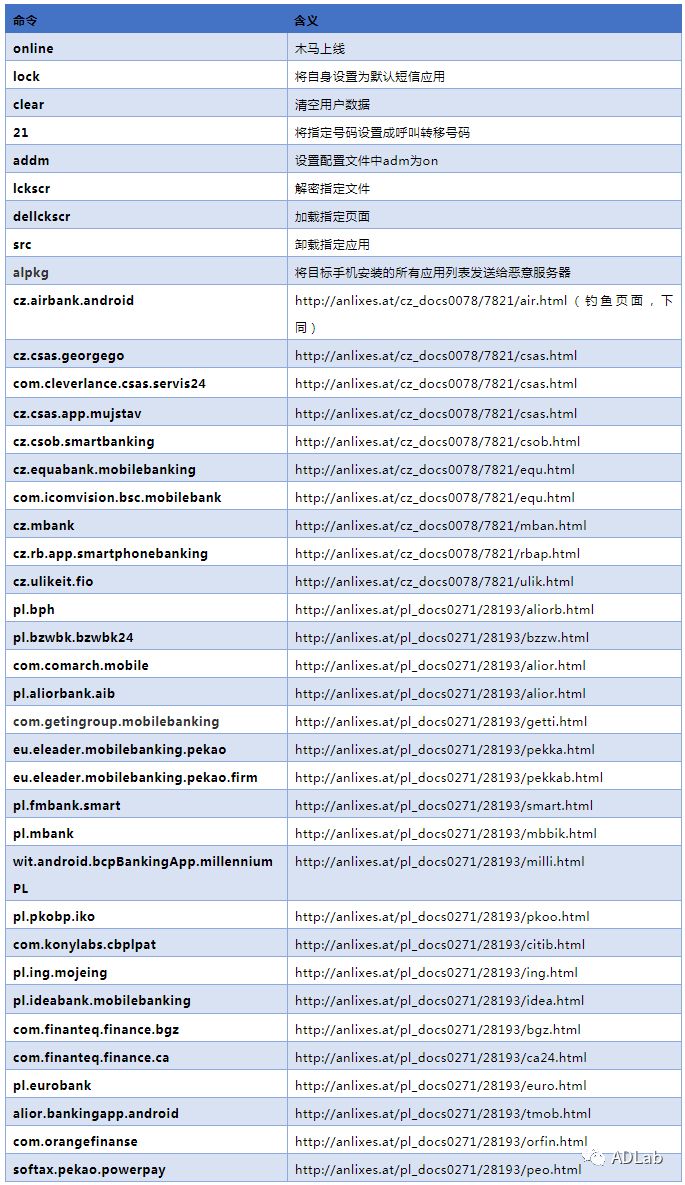 命令 含义
online 木马上线
lock 将自身设置为默认短信应用
clear 清空用户数据
21 将指定号码设置成呼叫转移号码
addm 设置配置文件中adm为on
lckscr 解密指定文件
dellckscr 加载指定页面
src 卸载指定应用
alpkg 将目标手机安装的所有应用列表发送给恶意服务器
cz.airbank.android http://anlixes.at/cz_docs0078/7821/air.html（钓鱼页面，下
同）
cz.csas.georgego http://anlixes.at/cz_docs0078/7821/csas.html
com.cleverlance.csas.servis24 http://anlixes.at/cz_docs0078/7821/csas.html
cz.csas.app.mujstav http://anlixes.at/cz_docs0078/7821/csas.html
cz.csob.smartbanking http://anlixes.at/cz_docs0078/7821/csob.html
cz.equabank.mobilebanking http://anlixes.at/cz_docs0078/7821/equ.html
com.icomvision.bsc.mobilebank http://anlixes.at/cz_docs0078/7821/equ.html
cz.mbank http://anlixes.at/cz_docs0078/7821/mban.html
cz.rb.app.smartphonebanking http://anlixes.at/cz_docs0078/7821/rbap.html
cz.ulikeit.fio http://anlixes.at/cz_docs0078/7821/ulik.html
pl.bph http://anlixes.at/pl_docs0271/28193/aliorb.html
pl.bzwbk.bzwbk24 http://anlixes.at/pl_docs0271/28193/bzzw.html
com.comarch.mobile http://anlixes.at/pl_docs0271/28193/alior.html
pl.aliorbank.aib http://anlixes.at/pl_docs0271/28193/alior.html
com.getingroup.mobilebanking http://anlixes.at/pl_docs0271/28193/getti.html
eu.eleader.mobilebanking.pekao http://anlixes.at/pl_docs0271/28193/pekka.html
eu.eleader.mobilebanking.pekao.firm http://anlixes.at/pl_docs0271/28193/pekkab.html
pl.fmbank.smart http://anlixes.at/pl_docs0271/28193/smart.html
pl.mbank http://anlixes.at/pl_docs0271/28193/mbbik.html
wit.android.bcpBankingApp.millennium http://anlixes.at/pl_docs0271/28193/milli.html
PL
pl.pkobp.iko http://anlixes.at/pl_docs0271/28193/pkoo.html
com.konylabs.cbplpat http://anlixes.at/pl_docs0271/28193/citib.html
pl.ing.mojeing http://anlixes.at/pl_docs0271/28193/ing.html
pl.ideabank.mobilebanking http://anlixes.at/pl_docs0271/28193/idea.html
com.finanteq.finance.bgz http://anlixes.at/pl_docs0271/28193/bgz.html
com.finanteq.finance.ca http://anlixes.at/pl_docs0271/28193/ca24.html
pl.eurobank http://anlixes.at/pl_docs0271/28193/euro.html
alior.bankingapp.android http://anlixes.at/pl_docs0271/28193/tmob.html
com.orangefinanse http://anlixes.at/pl_docs0271/28193/orfin.html
softax.pekao.powerpay http://anlixes.at/pl_docs0271/28193/peo.html
ADLab